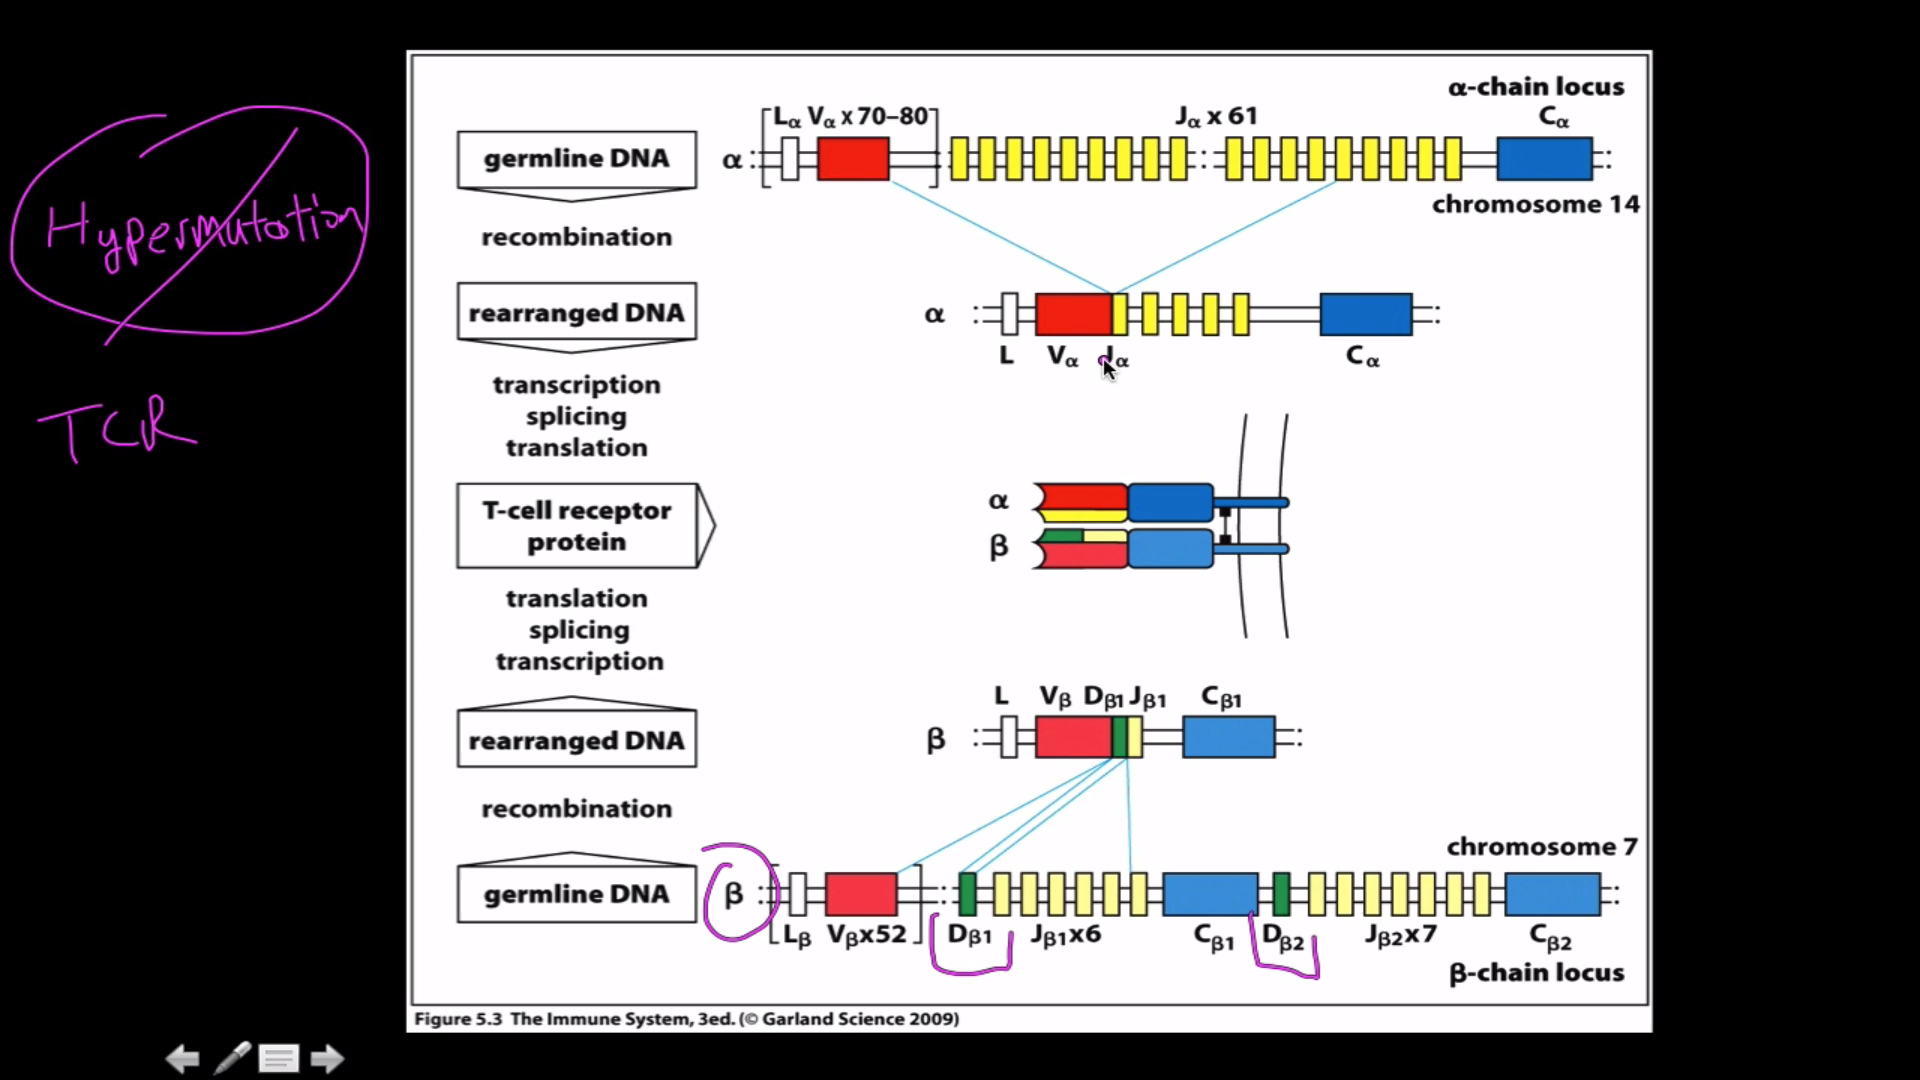 α-chain locus
Lα Vα x 70–80 Jα x 61 Cα
germline DNA α
chromosome 14
Hypermutation
recombination
rearranged DNA α
L Vα Jα Cα
transcription
splicing
translation
TCR
T-cell receptor
protein
α
β
translation
splicing
transcription
L Vβ Dβ1 Jβ1 Cβ1
rearranged DNA β
recombination
chromosome 7
germline DNA β
Lβ Vβx52 Dβ1 Jβ1x6 Cβ1 Dβ2 Jβ2x7 Cβ2
β-chain locus
Figure 5.3 The Immune System, 3ed. (© Garland Science 2009)